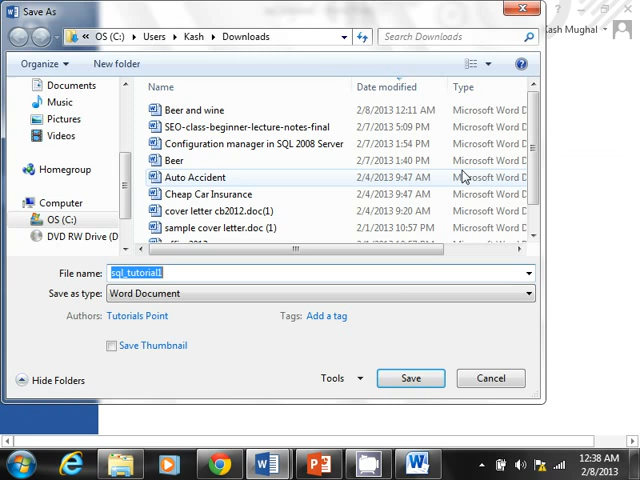 Save As
OS (C:) Users Kash Downloads Search Downloads
Kash Mughal
Organize New folder
Name Date modified Type
Documents
Music
Pictures
Videos
Homegroup
Computer
OS (C:)
DVD RW Drive (D
Beer and wine 2/8/2013 12:11 AM Microsoft Word D
SEO-class-beginner-lecture-notes-final 2/7/2013 5:09 PM Microsoft Word D
Configuration manager in SQL 2008 Server 2/7/2013 1:54 PM Microsoft Word D
Beer 2/7/2013 1:40 PM Microsoft Word D
Auto Accident 2/4/2013 9:47 AM Microsoft Word D
Cheap Car Insurance 2/4/2013 9:47 AM Microsoft Word D
cover letter cb2012.doc(1) 2/4/2013 9:20 AM Microsoft Word D
sample cover letter.doc (1) 2/1/2013 10:57 PM Microsoft Word D
File name: sql_tutorial1
Save as type: Word Document
Authors: Tutorials Point Tags: Add a tag
Save Thumbnail
Hide Folders Tools Save Cancel
12:38 AM
2/8/2013